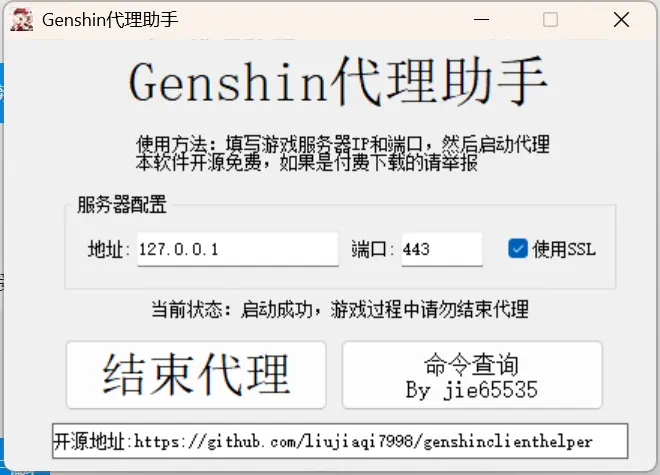 Genshin代理助手
Genshin代理助手
使用方法：填写游戏服务器IP和端口，然后启动代理
本软件开源免费，如果是付费下载的请举报
服务器配置
地址: 127.0.0.1 端口: 443 使用SSL
当前状态：启动成功，游戏过程中请勿结束代理
结束代理
命令查询
By jie65535
开源地址:https://github.com/liujiaqi7998/genshinclienthelper